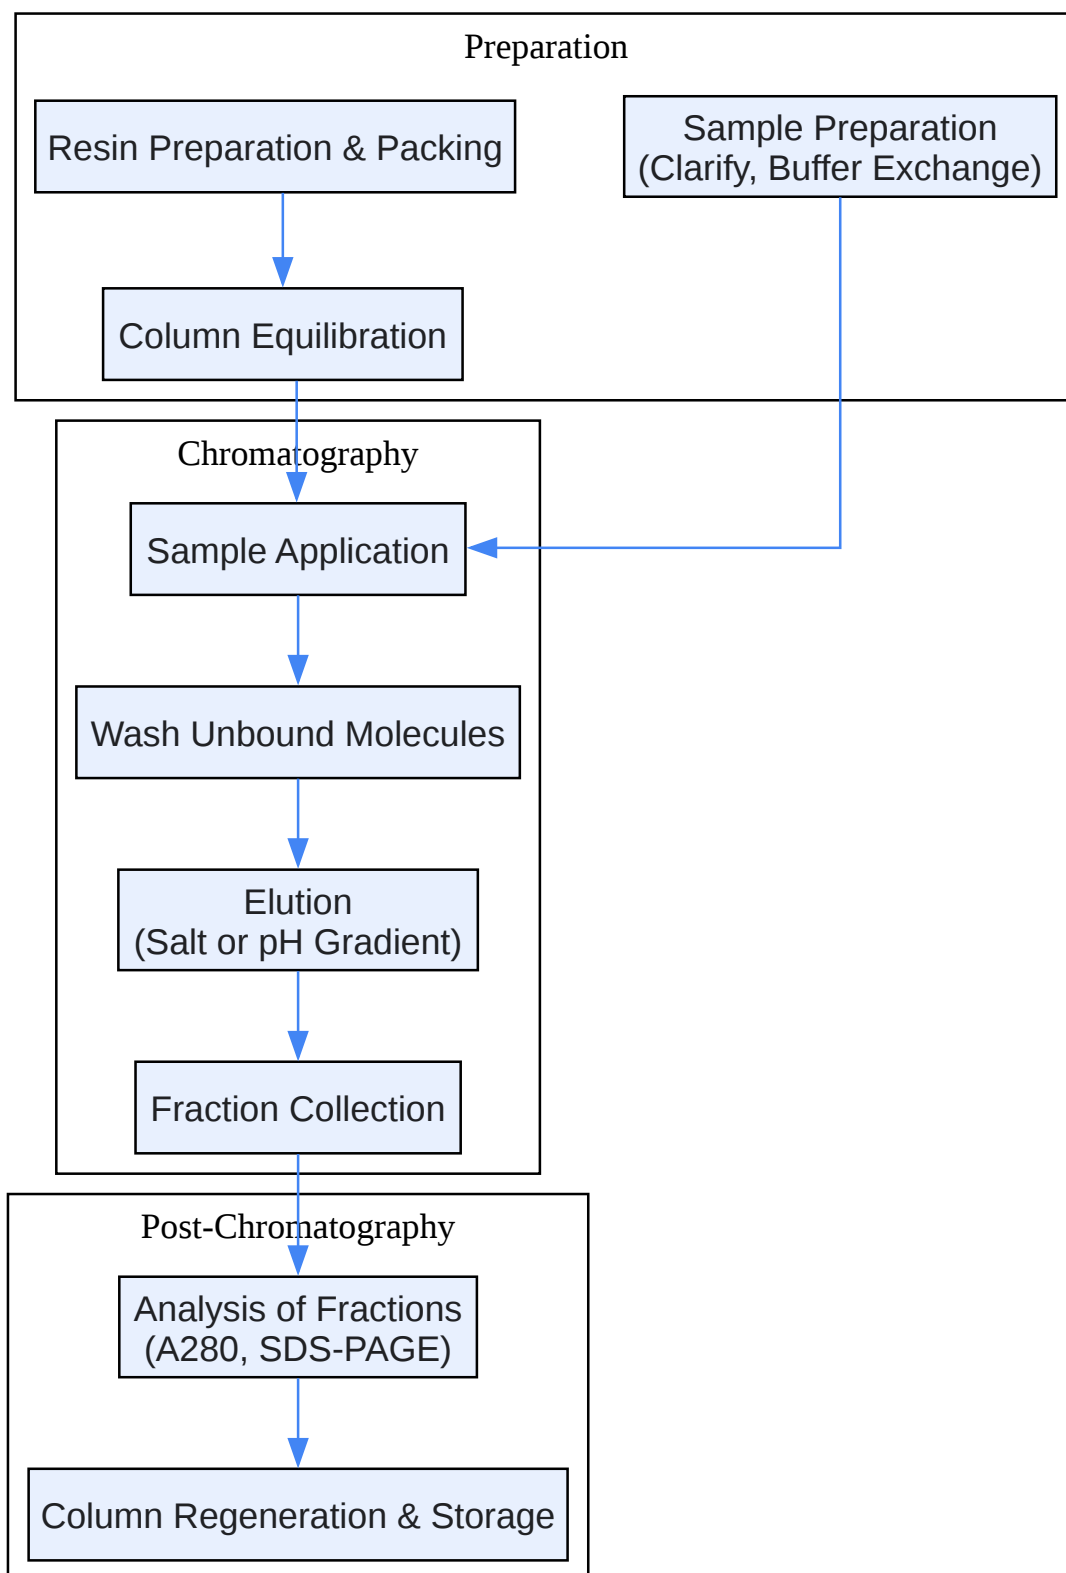 Preparation
Resin Preparation & Packing
Sample Preparation
(Clarify, Buffer Exchange)
Column Equilibration
Chromatography
Sample Application
Wash Unbound Molecules
Elution
(Salt or pH Gradient)
Fraction Collection
Post-Chromatography
Analysis of Fractions
(A280, SDS-PAGE)
Column Regeneration & Storage